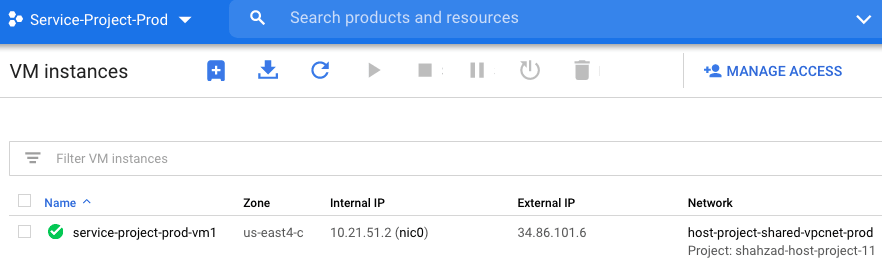 Service-Project-Prod
Search products and resources
VM instances
MANAGE ACCESS
Filter VM instances
Name Zone Internal IP External IP Network
service-project-prod-vm1 us-east4-c 10.21.51.2 (nic0) 34.86.101.6 host-project-shared-vpcnet-prod
Project: shahzad-host-project-11